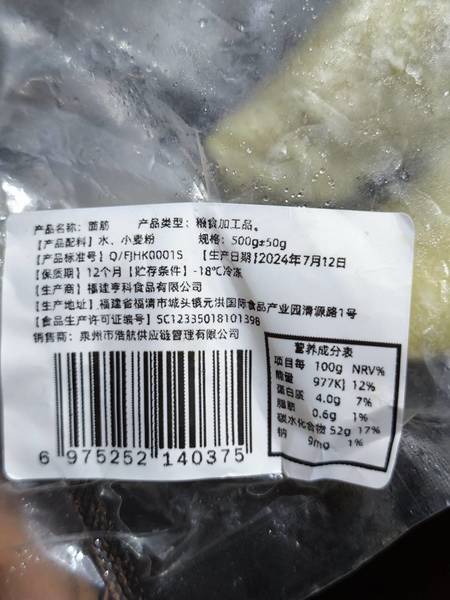 产品名称：面筋 产品类型：粮食加工品。
【产品配料】水、小麦粉 规格：500g±50g
【产品标准号】Q/FJHK0001S 【生产日期】2024年7月12日
【保质期】12个月【贮存条件】-18℃冷冻
【生产商】福建亨科食品有限公司
【生产地址】福建省福清市城头镇元洪国际食品产业园清源路1号
【食品生产许可证编号】SC12335018101398
销售商：泉州市浩航供应链管理有限公司
营养成分表
项目每 100g NRV%
能量 977KJ 12%
蛋白质 4.0g 7%
脂肪 0.6g 1%
碳水化合物 52g 17%
钠 9mg 1%
6 975252 140375